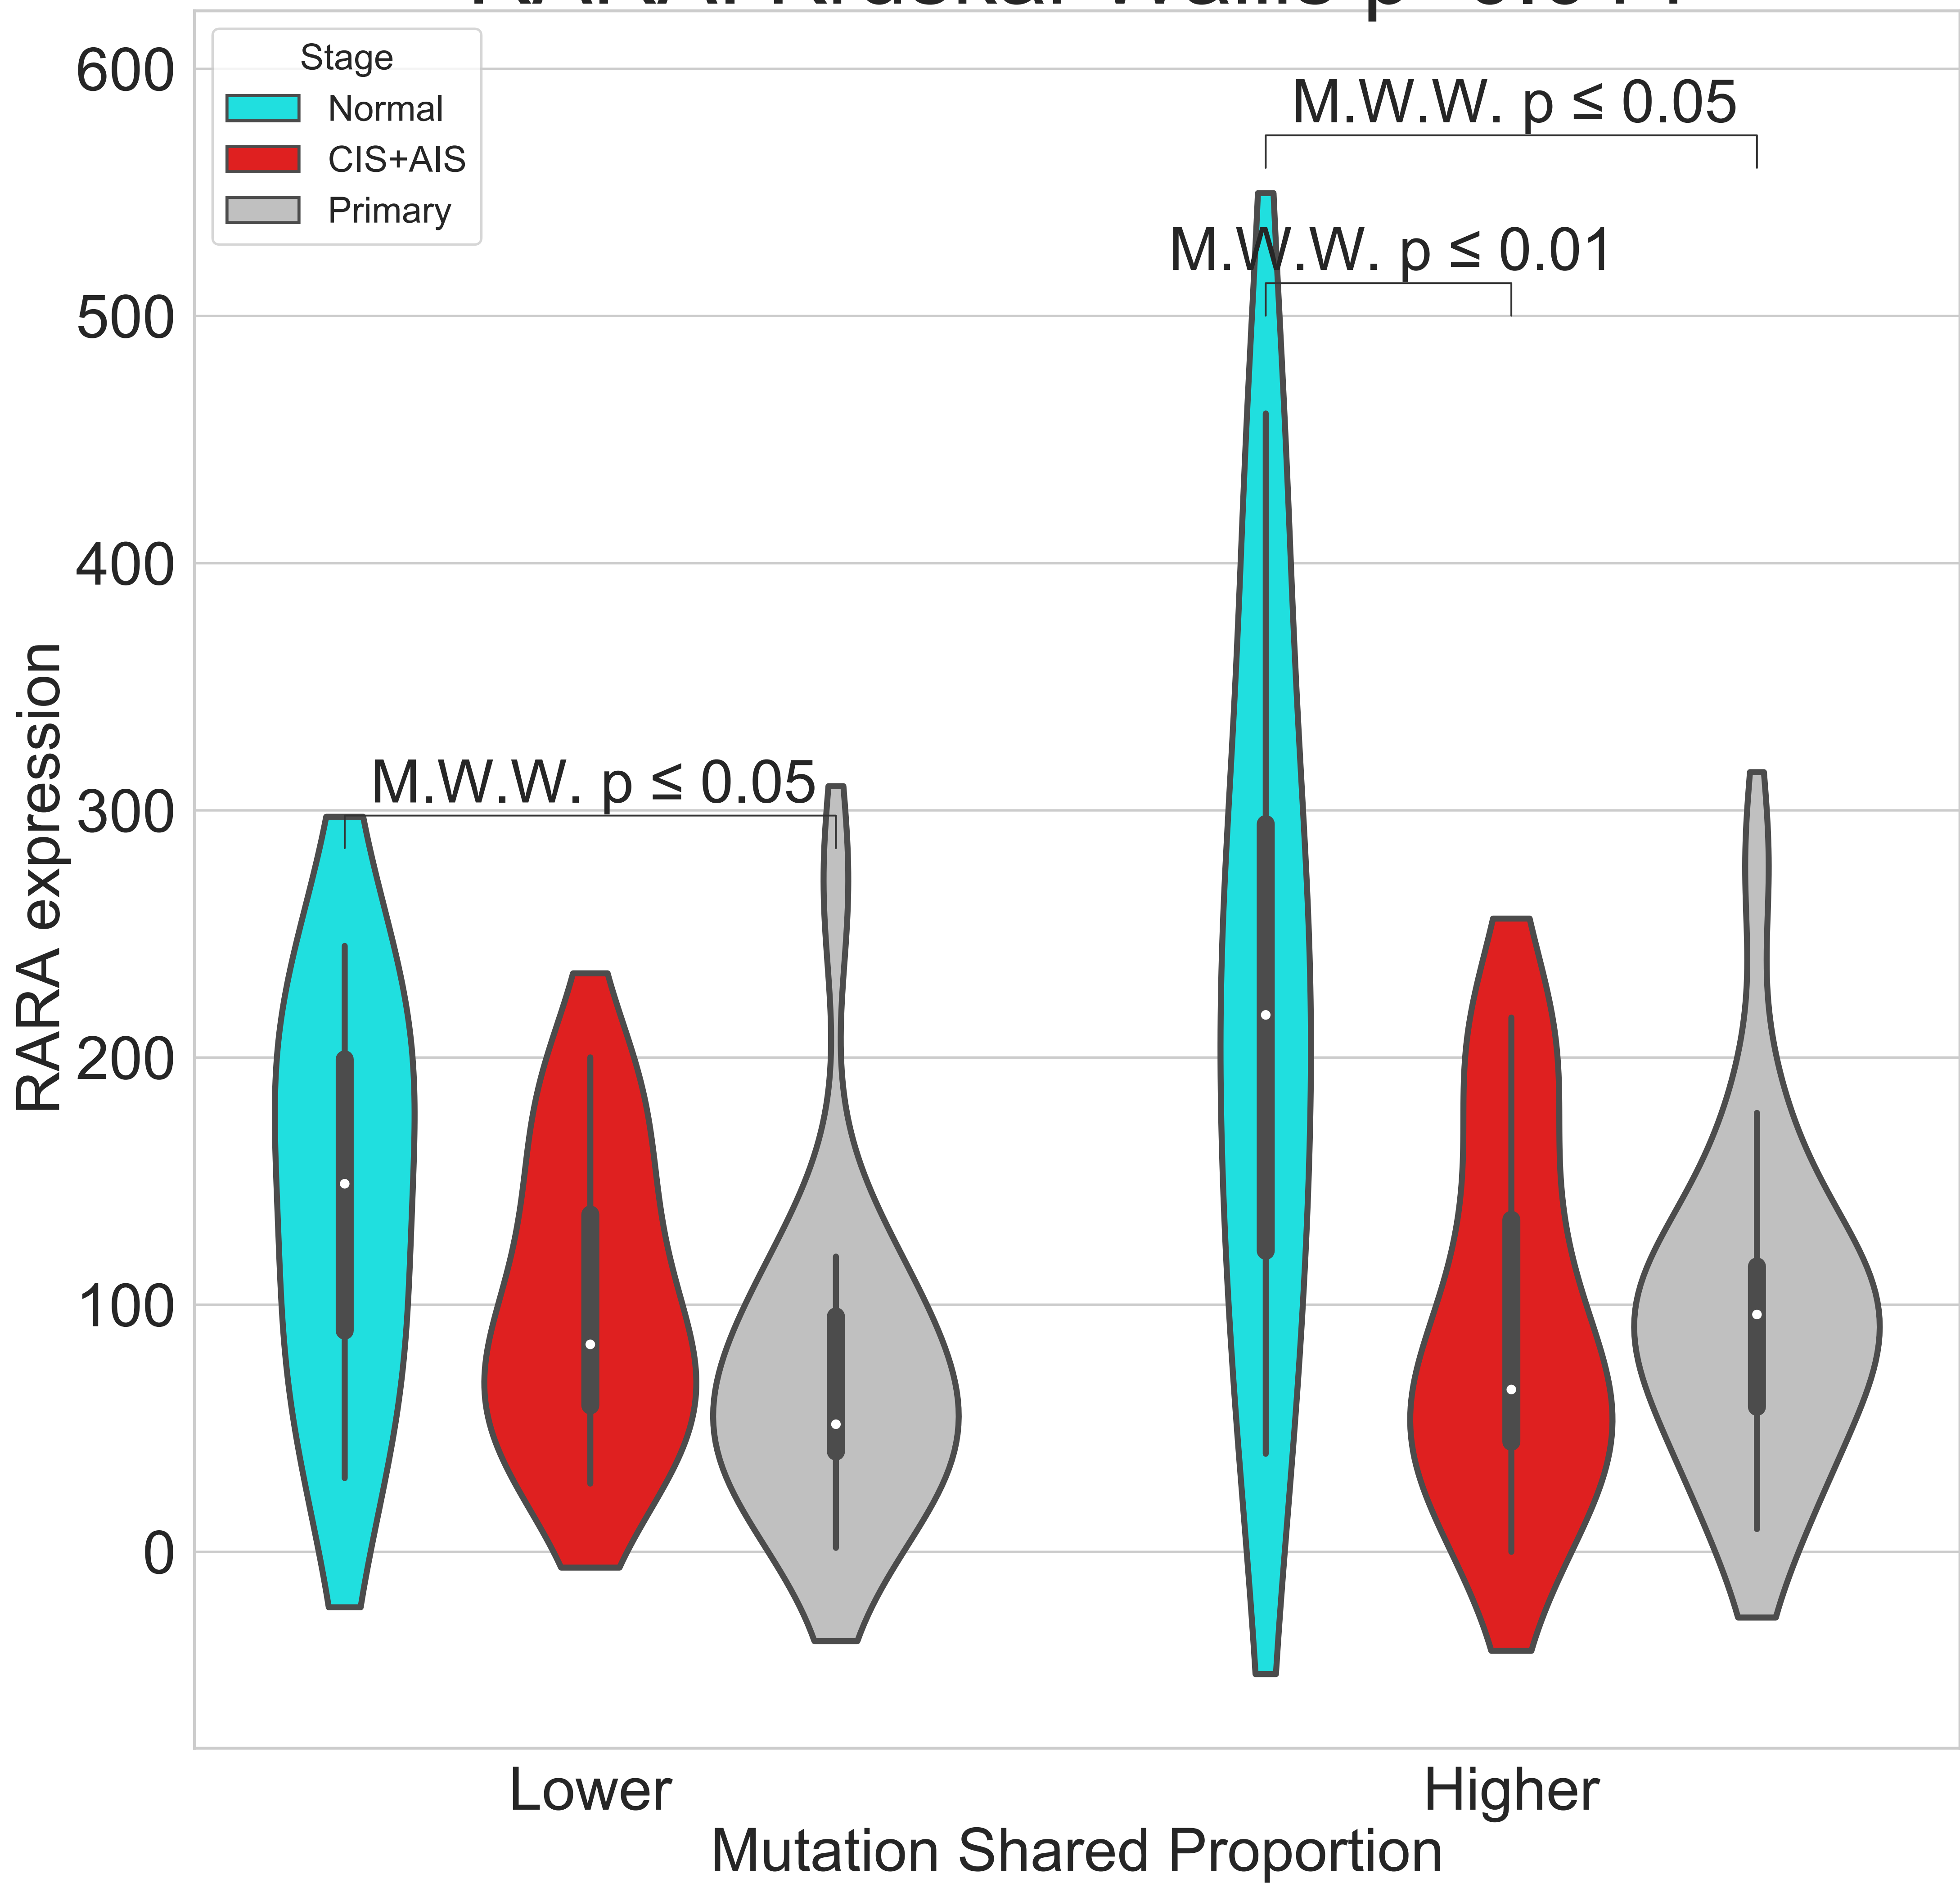 Stage
Normal
CIS+AIS
Primary
M.W.W. p ≤ 0.05
M.W.W. p ≤ 0.01
M.W.W. p ≤ 0.05
600
500
400
300
200
100
0
RARA expression
Lower
Higher
Mutation Shared Proportion